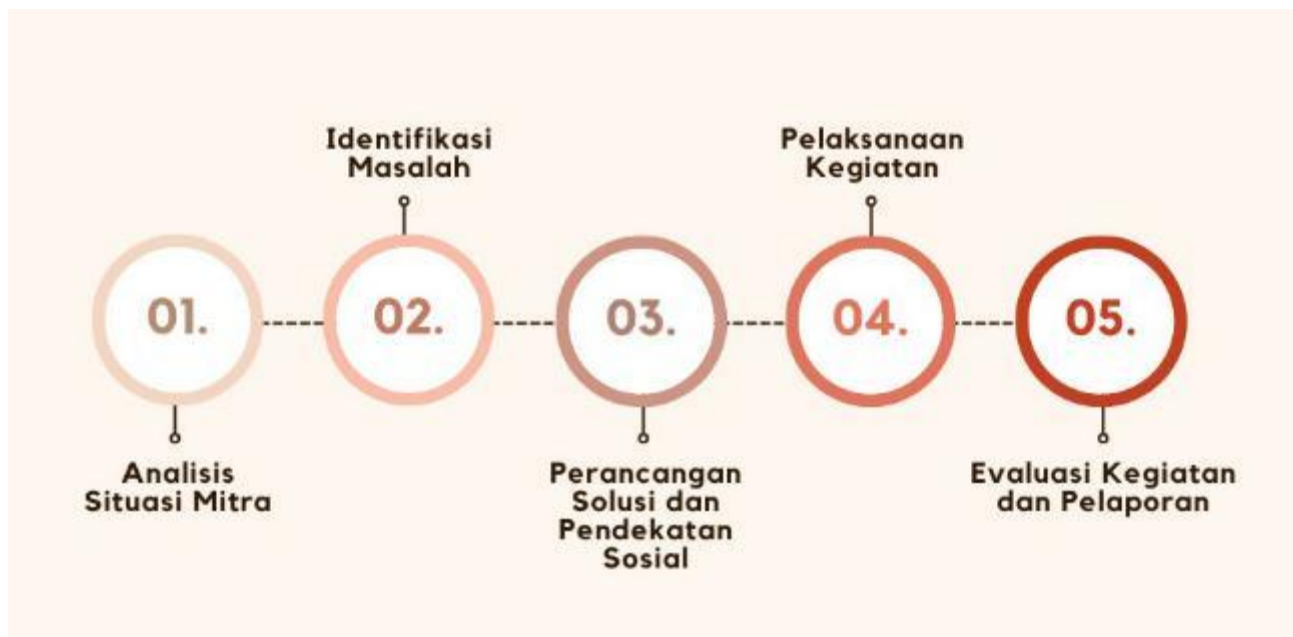 01.
Analisis
Situasi Mitra
Identifikasi
Masalah
02.
03.
Perancangan
Solusi dan
Pendekatan
Sosial
Pelaksanaan
Kegiatan
04.
05.
Evaluasi Kegiatan
dan Pelaporan